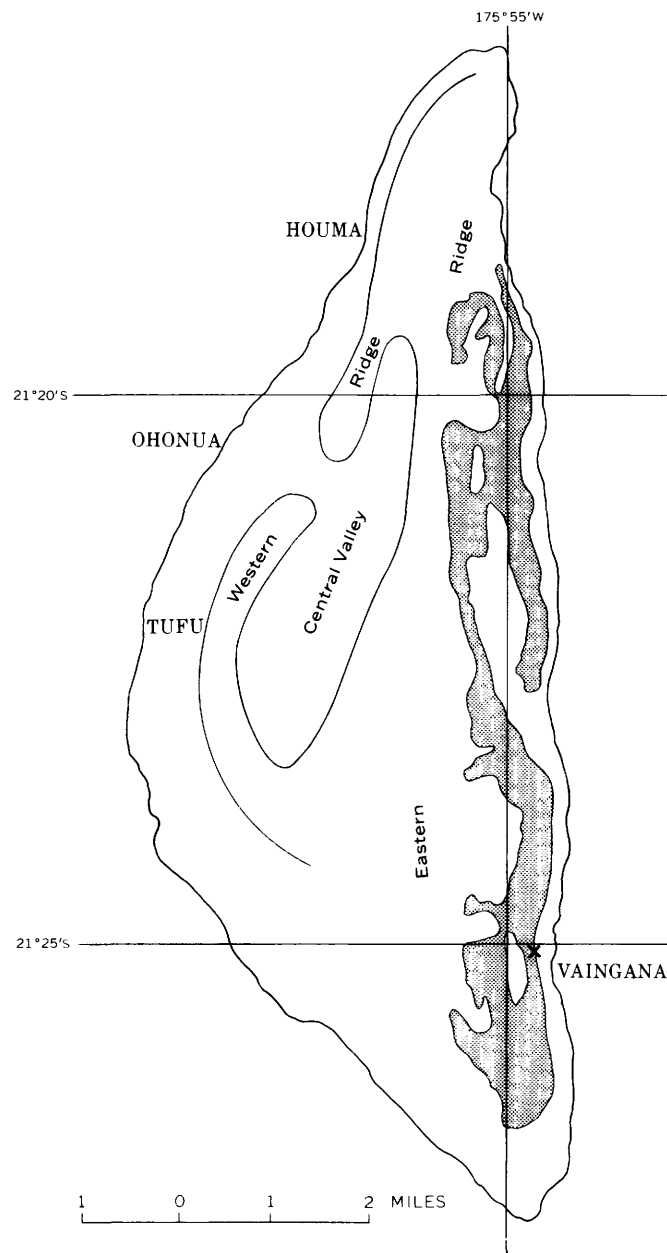 175°55'W
HOUMA
Ridge
Ridge
21°20'S
OHONUA
Western
Central Valley
TUFU
Eastern
21°25'S
VAINGANA
1 0 1 2 MILES